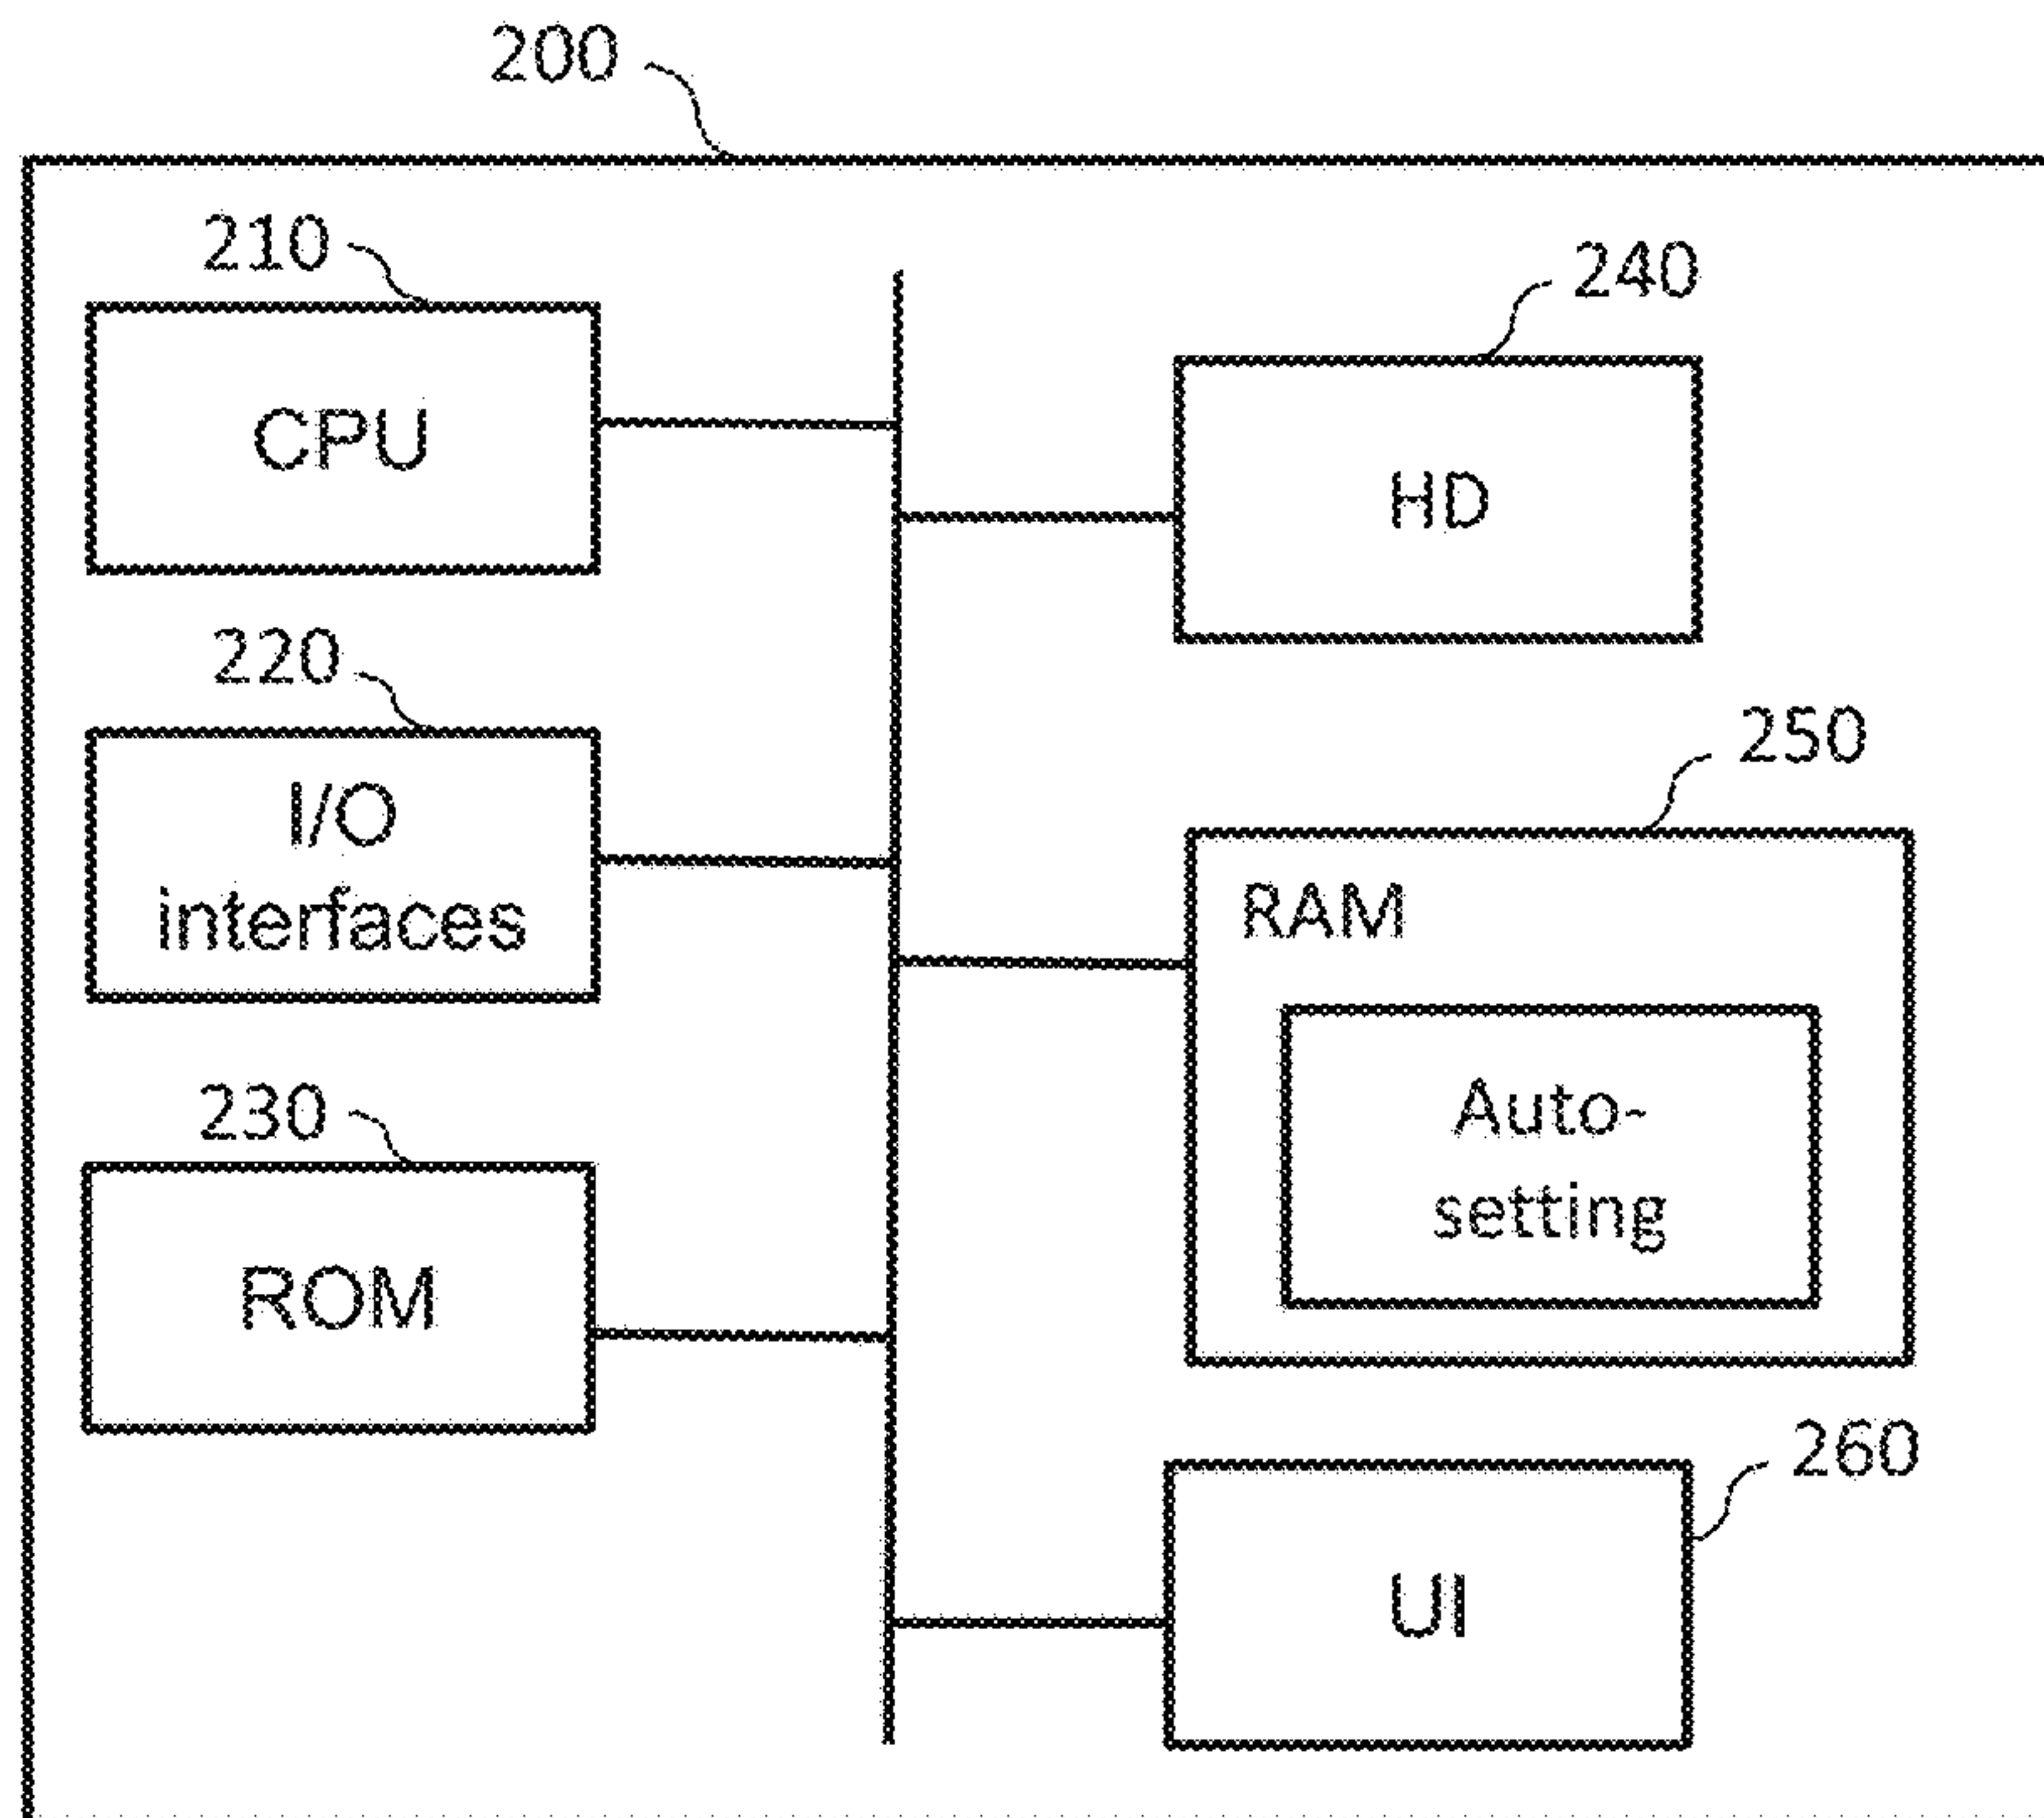 200
210
CPU
240
HD
220
I/O
interfaces
250
RAM
Auto-
setting
230
ROM
260
UI